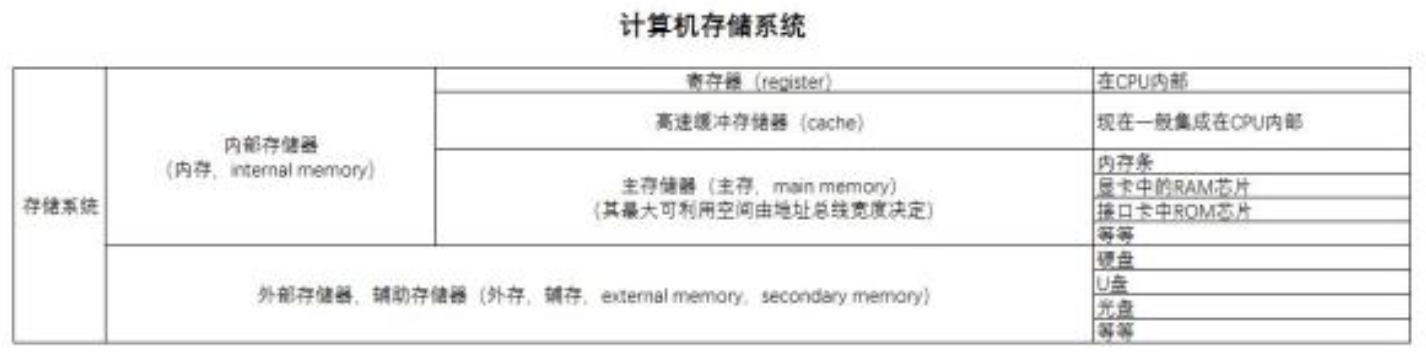 计算机存储系统
存储系统
内部存储器
(内存，internal memory)
寄存器（register）
在CPU内部
高速缓冲存储器（cache）
现在一般集成在CPU内部
主存储器（主存，main memory）
(其最大可利用空间由地址总线宽度决定)
内存条
显卡中的RAM芯片
接口卡中ROM芯片
等等
外部存储器，辅助存储器（外存，辅存，external memory，secondary memory）
硬盘
U盘
光盘
等等